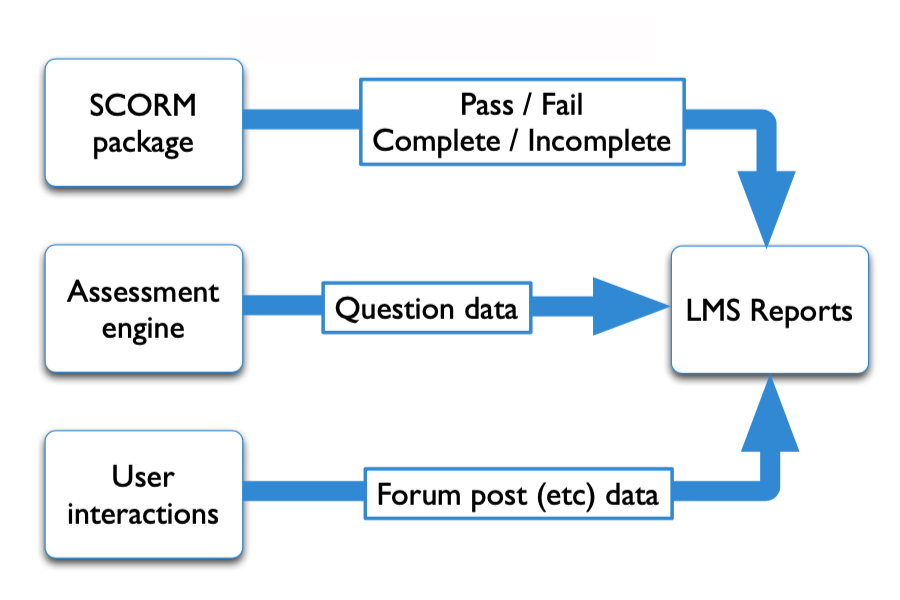 SCORM
package
Pass / Fail
Complete / Incomplete
Assessment
engine
Question data
LMS Reports
User
interactions
Forum post (etc) data